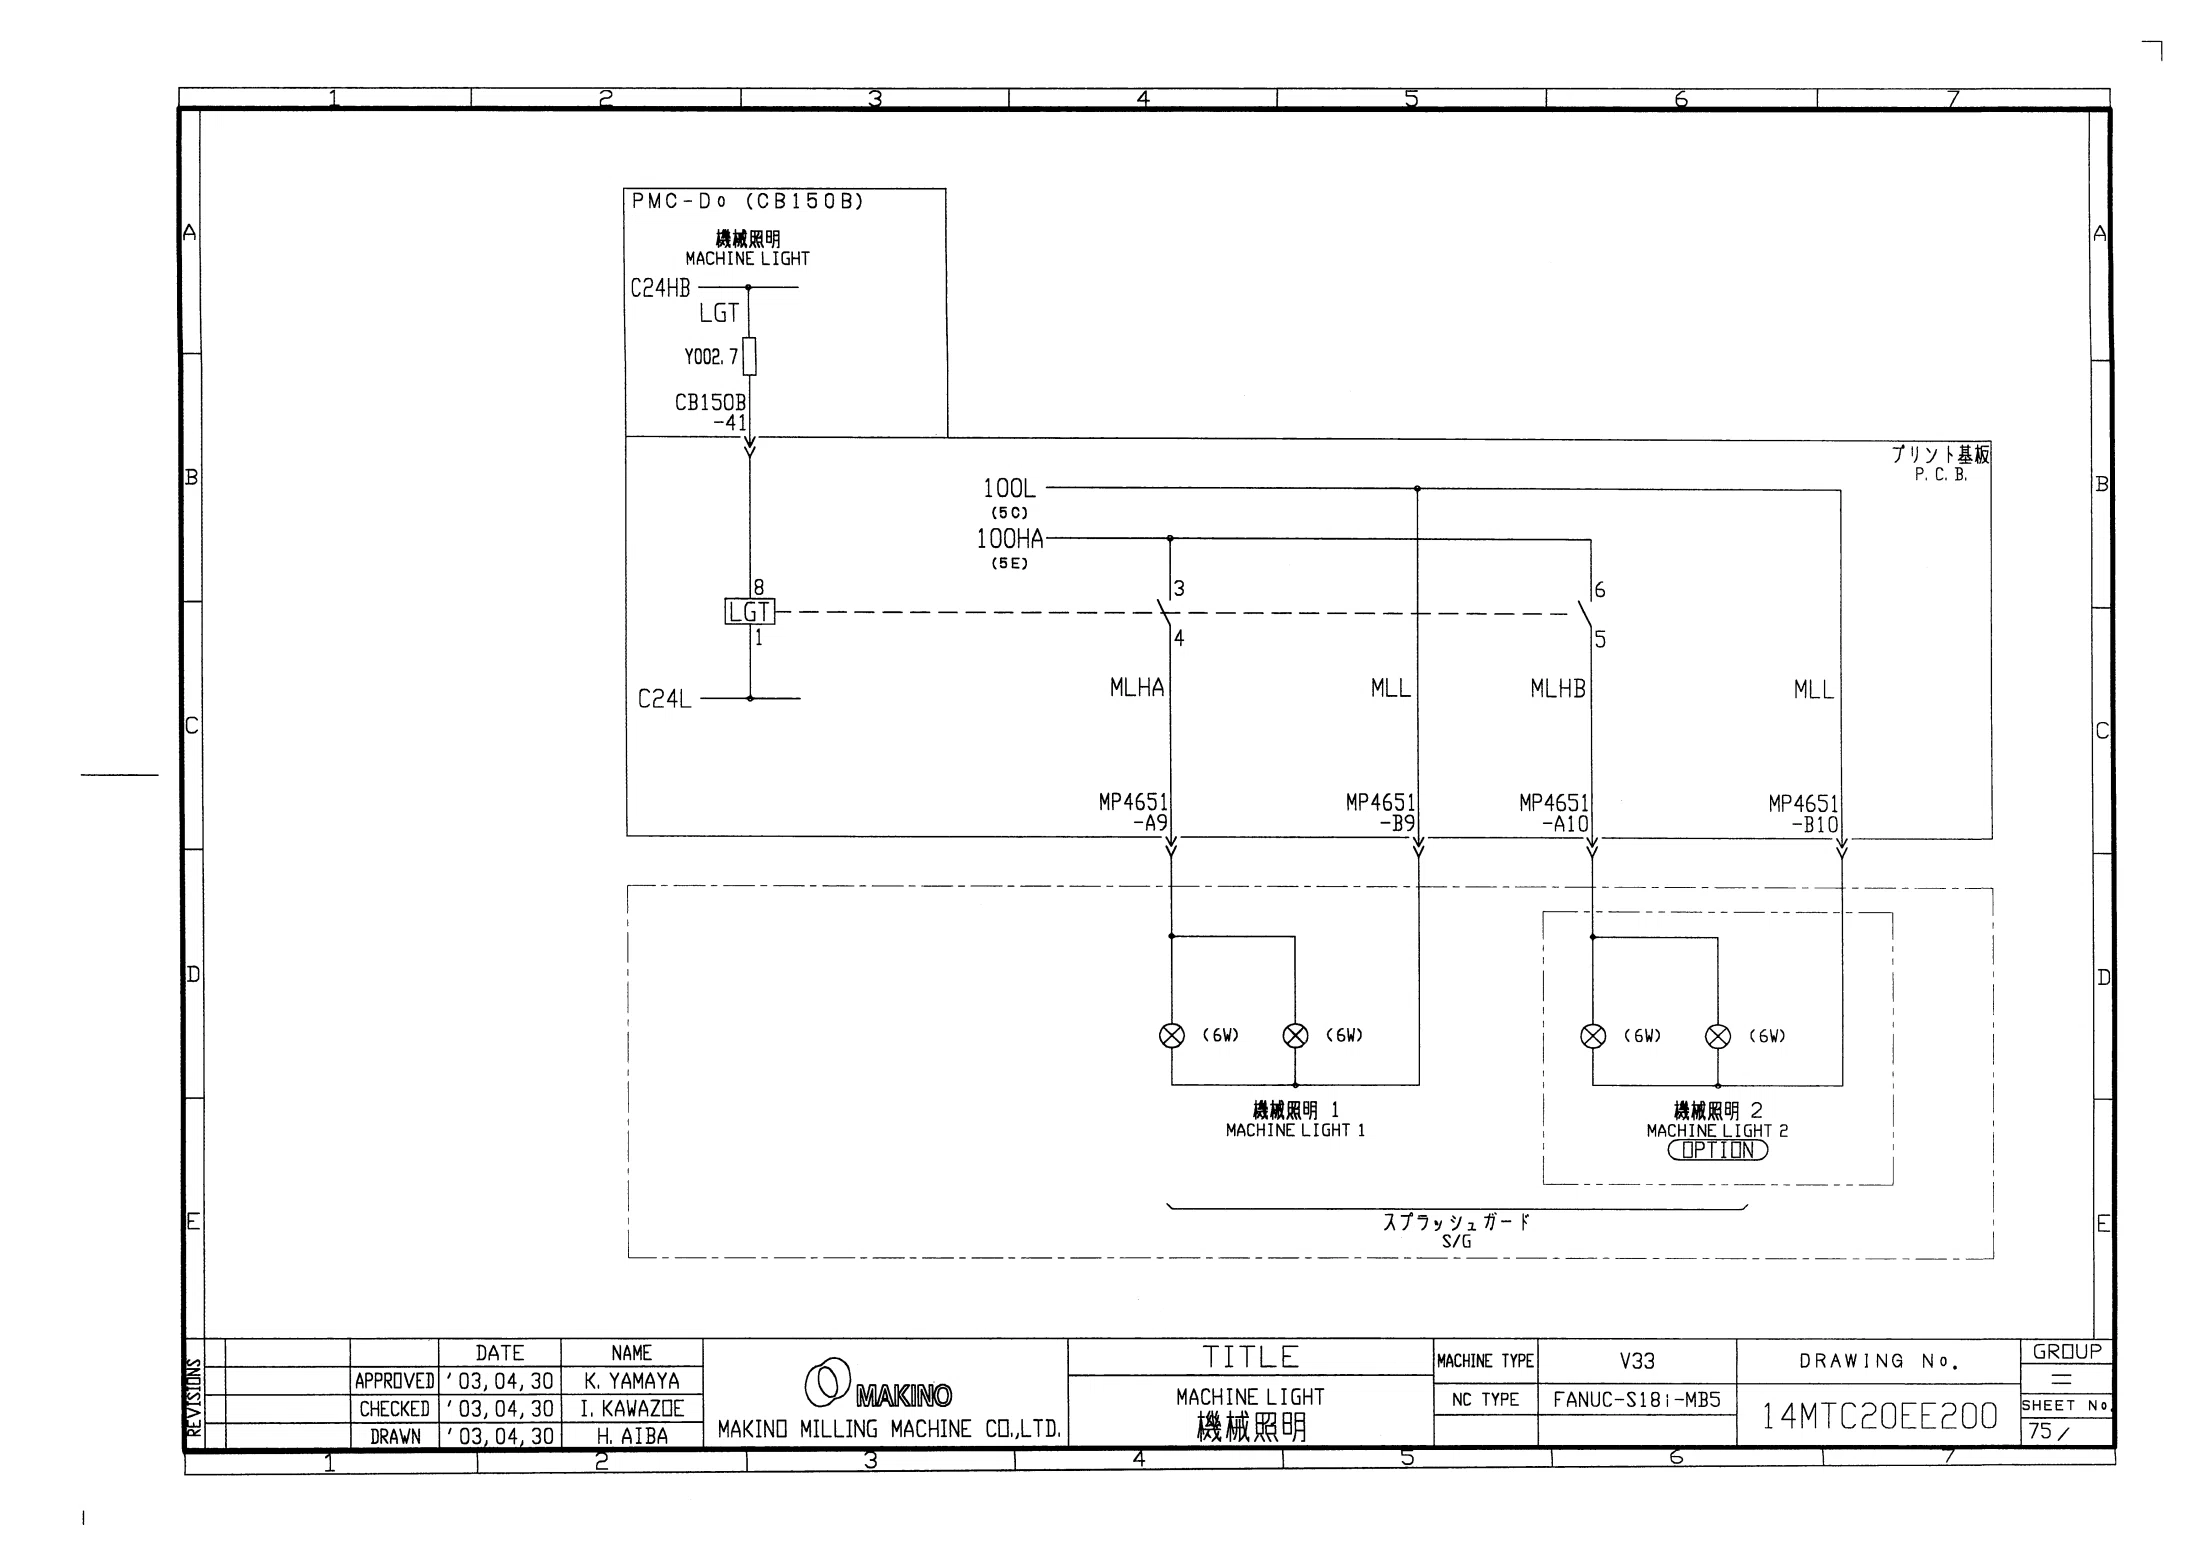 1 2 3 4 5 6 7
A A
B B
C C
D D
E E
PMC-Do (CB150B)
機械照明
MACHINE LIGHT
C24HB
LGT
Y002.7
CB150B
-41
プリント基板
P.C.B.
100L
(5C)
100HA
(5E)
8
LGT
1
C24L
3
4
6
5
MLHA
MLL
MLHB
MLL
MP4651
-A9
MP4651
-B9
MP4651
-A10
MP4651
-B10
(6W) (6W) (6W) (6W)
機械照明 1
MACHINE LIGHT 1
機械照明 2
MACHINE LIGHT 2
OPTION
スプラッシュガード
S/G
REVISIONS
DATE NAME
APPROVED '03,04,30 K. YAMAYA
CHECKED '03,04,30 I. KAWAZOE
DRAWN '03,04,30 H. AIBA
MAKINO
MAKINO MILLING MACHINE CO.,LTD.
TITLE
MACHINE LIGHT
機械照明
MACHINE TYPE V33
NC TYPE FANUC-S18i-MB5
DRAWING No.
14MTC20EE200
GROUP
=
SHEET No.
75/
1 2 3 4 5 6 7